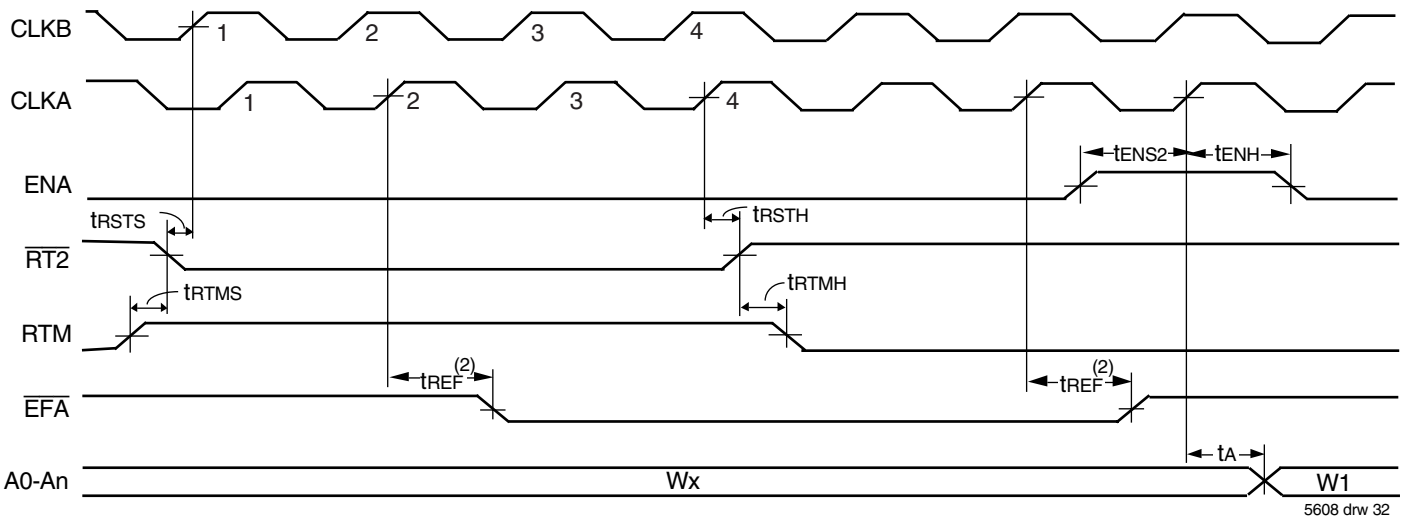 CLKB 1 2 3 4
CLKA 1 2 3 4
tENS2 tENH
ENA
tRSTS tRSTH
RT2
tRTMS tRTMH
RTM
tREF(2) tREF(2)
EFA
tA
A0-An Wx W1
5608 drw 32